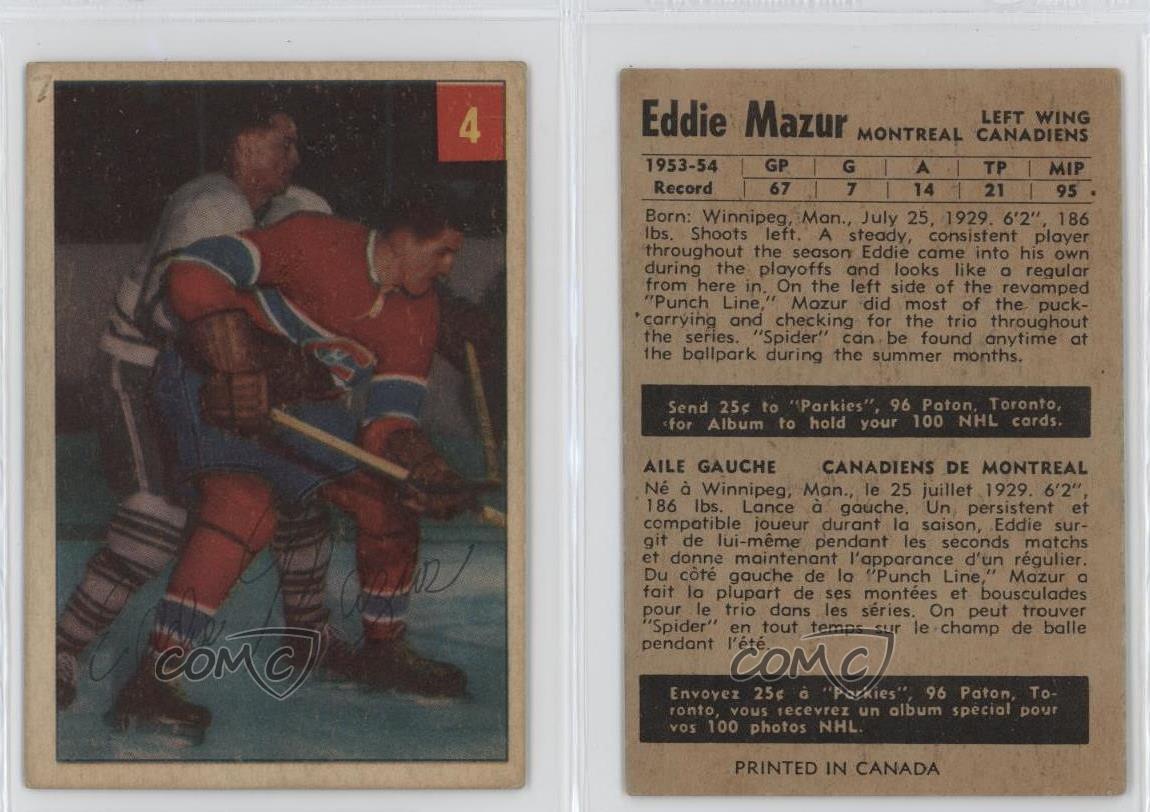 4
Eddie Mazur
COMC
Eddie Mazur LEFT WING
MONTREAL CANADIENS
1953-54 GP G A TP MIP
Record 67 7 14 21 95
Born: Winnipeg, Man., July 25, 1929. 6'2", 186
lbs. Shoots left. A steady, consistent player
throughout the season Eddie came into his own
during the playoffs and looks like a regular
from here in. On the left side of the revamped
"Punch Line," Mazur did most of the puck-
carrying and checking for the trio throughout
the series. "Spider" can be found anytime at
the ballpark during the summer months.
Send 25¢ to "Parkies", 96 Paton, Toronto,
for Album to hold your 100 NHL cards.
AILE GAUCHE CANADIENS DE MONTREAL
Né à Winnipeg, Man., le 25 juillet 1929. 6'2",
186 lbs. Lance à gauche. Un persistent et
compatible joueur durant la saison, Eddie sur-
git de lui-même pendant les seconds matchs
et donne maintenant l'apparance d'un régulier.
Du côté gauche de la "Punch Line," Mazur a
fait la plupart de ses montées et bousculades
pour le trio dans les séries. On peut trouver
"Spider" en tout temps sur le champ de balle
pendant l'été.
COMC
Envoyez 25¢ à "Parkies", 96 Paton, To-
ronto, vous recevrez un album special pour
vos 100 photos NHL.
PRINTED IN CANADA